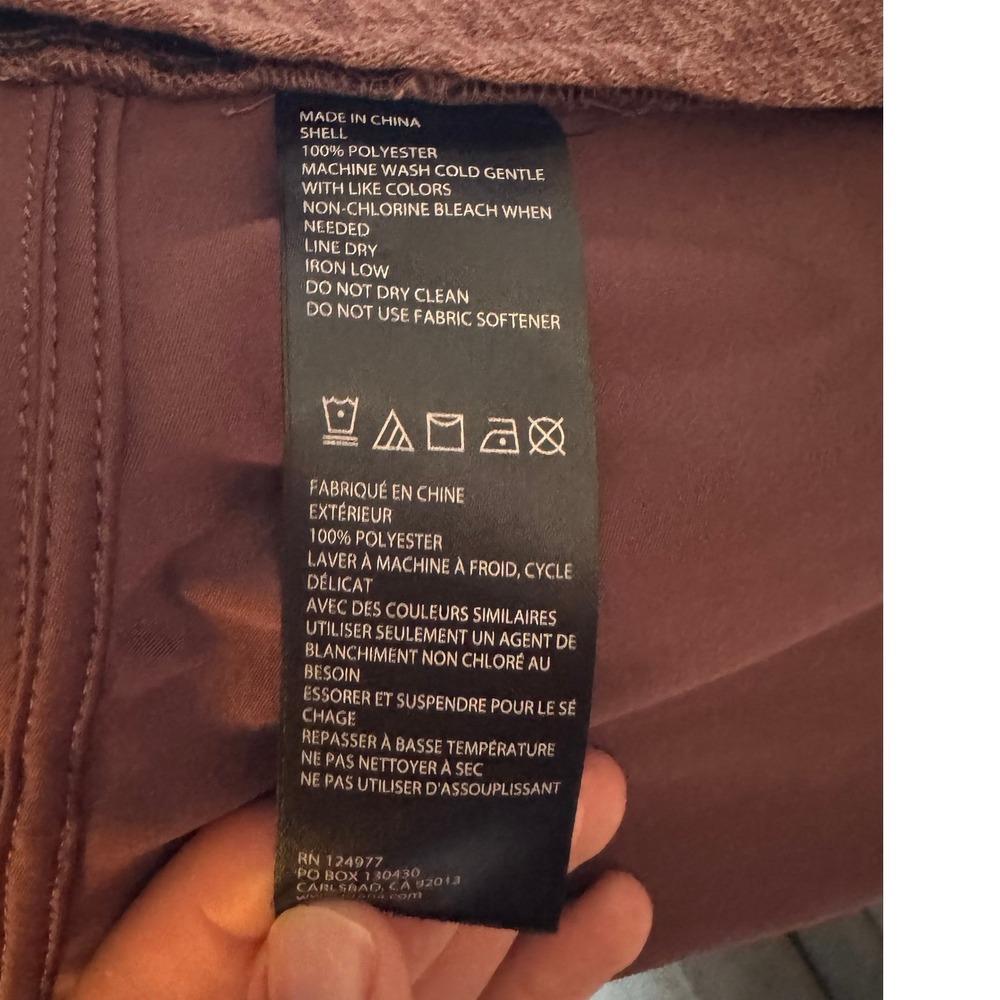 MADE IN CHINA
SHELL
100% POLYESTER
MACHINE WASH COLD GENTLE
WITH LIKE COLORS
NON-CHLORINE BLEACH WHEN
NEEDED
LINE DRY
IRON LOW
DO NOT DRY CLEAN
DO NOT USE FABRIC SOFTENER
FABRIQUÉ EN CHINE
EXTÉRIEUR
100% POLYESTER
LAVER À MACHINE À FROID, CYCLE
DÉLICAT
AVEC DES COULEURS SIMILAIRES
UTILISER SEULEMENT UN AGENT DE
BLANCHIMENT NON CHLORÉ AU
BESOIN
ESSORER ET SUSPENDRE POUR LE SÉ
CHAGE
REPASSER À BASSE TEMPÉRATURE
NE PAS NETTOYER À SEC
NE PAS UTILISER D'ASSOUPLISSANT
RN 124977
PO BOX 130430
CARLSBAD, CA 92013